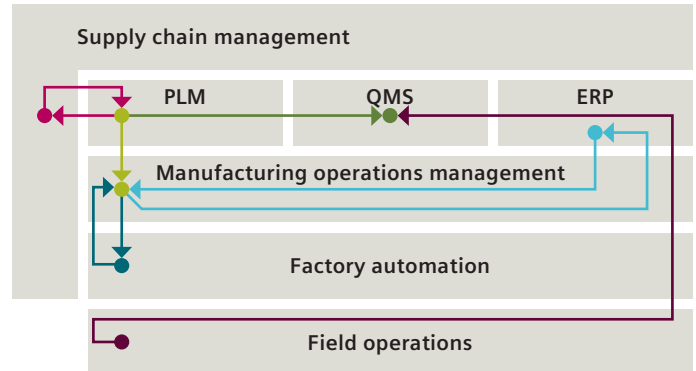 Supply chain management
PLM
QMS
ERP
Manufacturing operations management
Factory automation
Field operations